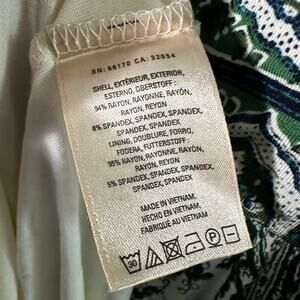 RN: 66170 CA: 32054
SHELL, EXTÉRIEUR, EXTERIOR,
ESTERNO, OBERSTOFF:
94% RAYON, RAYONNE, RAYÓN,
RAYON, REYON
6% SPANDEX, SPANDEX, SPANDEX,
SPANDEX, SPANDEX
LINING, DOUBLURE, FORRO,
FODERA, FUTTERSTOFF:
95% RAYON, RAYONNE, RAYÓN,
RAYON, REYON
5% SPANDEX, SPANDEX, SPANDEX,
SPANDEX, SPANDEX
MADE IN VIETNAM
HECHO EN VIETNAM
FABRIQUÉ AU VIETNAM
30